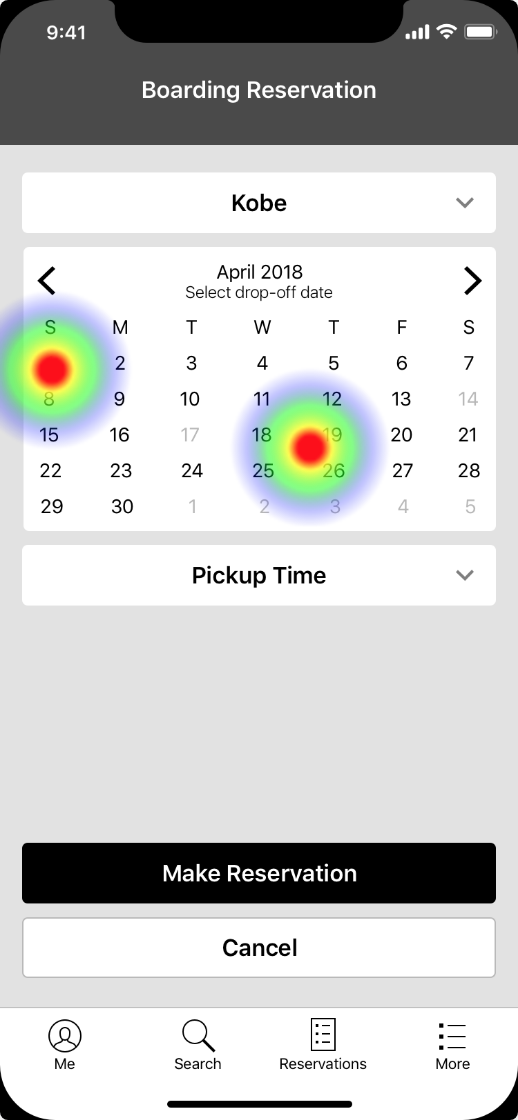 9:41
Boarding Reservation
Kobe
April 2018
Select drop-off date
S M T W T F S
2 3 4 5 6 7
8 9 10 11 12 13 14
15 16 17 18 19 20 21
22 23 24 25 26 27 28
29 30 1 2 3 4 5
Pickup Time
Make Reservation
Cancel
Me Search Reservations More